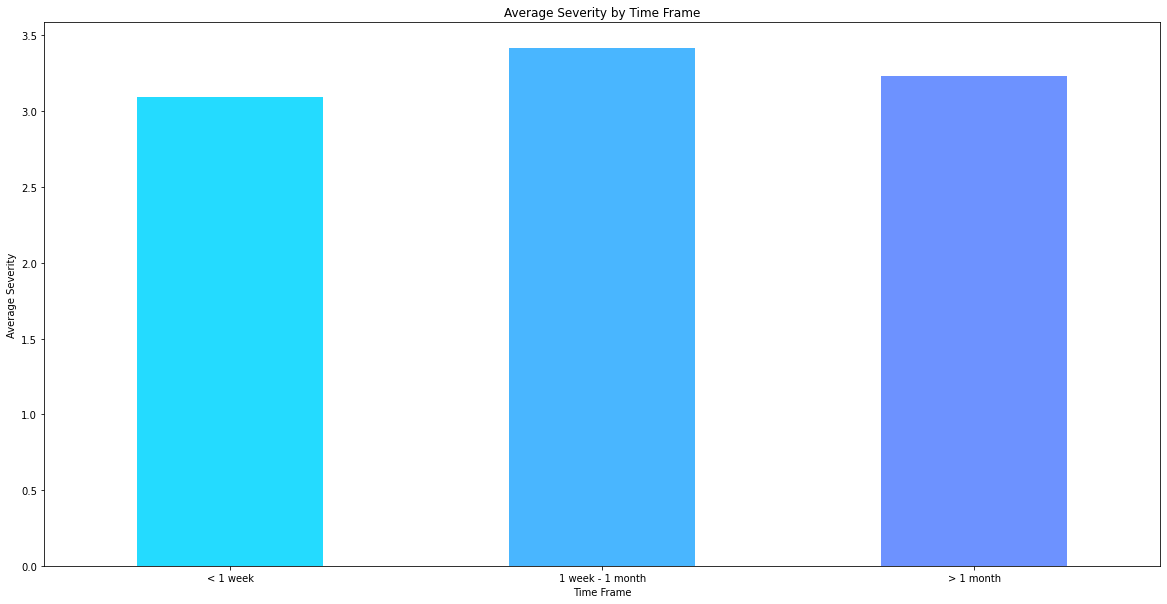 Average Severity by Time Frame
3.5
3.0
2.5
2.0
1.5
1.0
0.5
0.0
Average Severity
< 1 week
1 week - 1 month
> 1 month
Time Frame